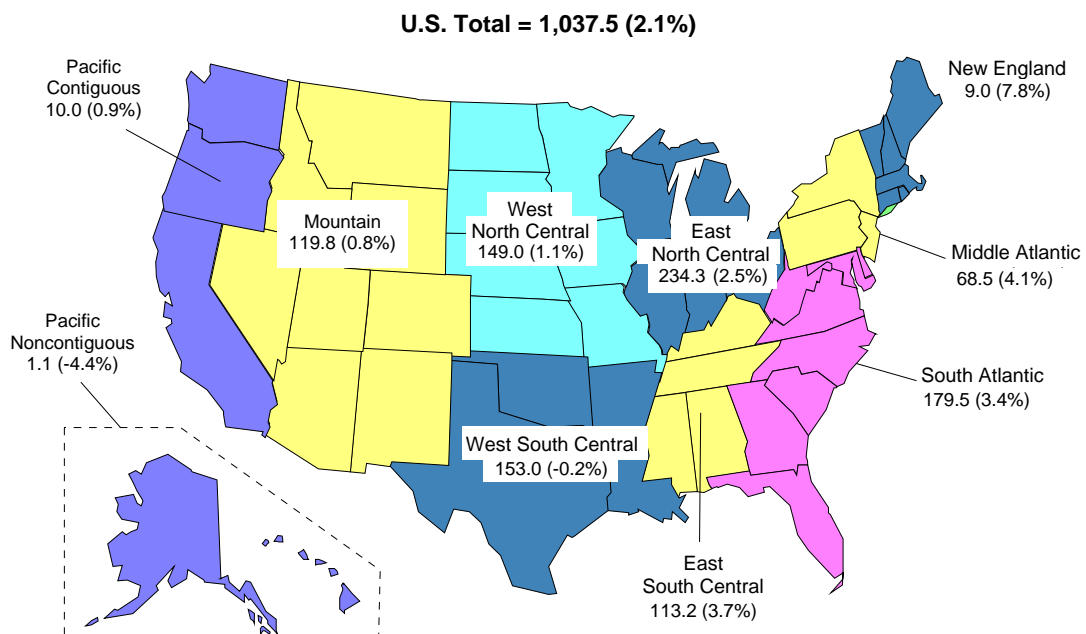 U.S. Total = 1,037.5 (2.1%)
Pacific
Contiguous
10.0 (0.9%)
New England
9.0 (7.8%)
Mountain
119.8 (0.8%)
West
North Central
149.0 (1.1%)
East
North Central
234.3 (2.5%)
Middle Atlantic
68.5 (4.1%)
Pacific
Noncontiguous
1.1 (-4.4%)
South Atlantic
179.5 (3.4%)
West South Central
153.0 (-0.2%)
East
South Central
113.2 (3.7%)